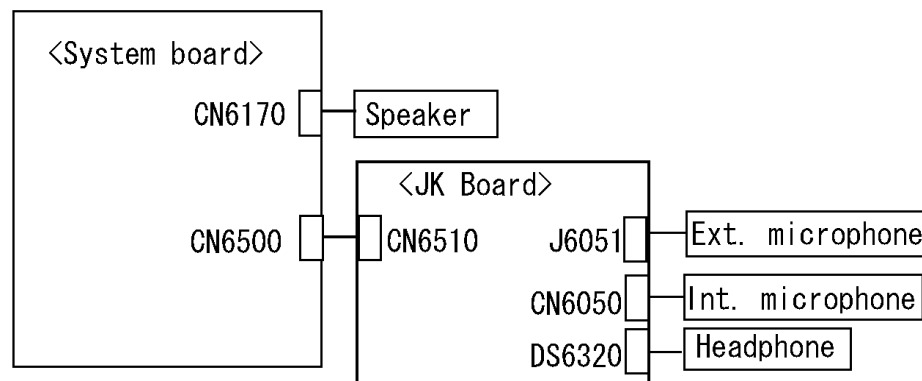 <System board>
CN6170
Speaker
<JK Board>
CN6500
CN6510
J6051
Ext. microphone
CN6050
Int. microphone
DS6320
Headphone